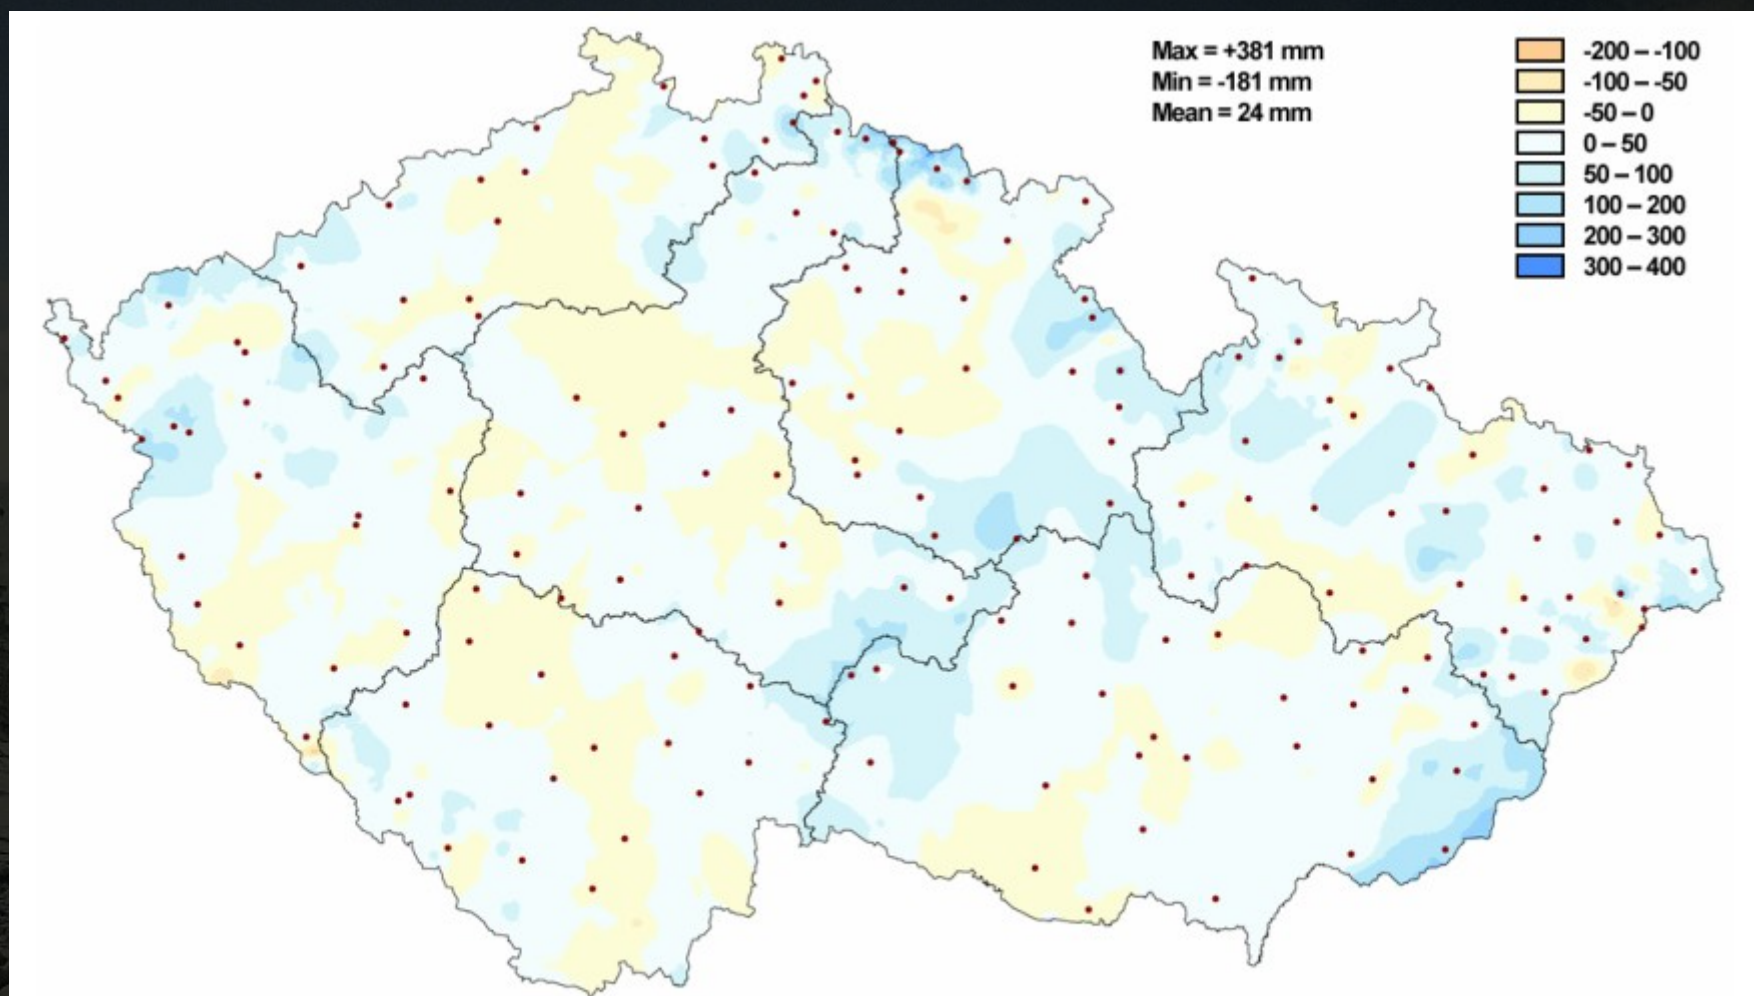 Max = +381 mm
Min = -181 mm
Mean = 24 mm
-200 – -100
-100 – -50
-50 – 0
0 – 50
50 – 100
100 – 200
200 – 300
300 – 400